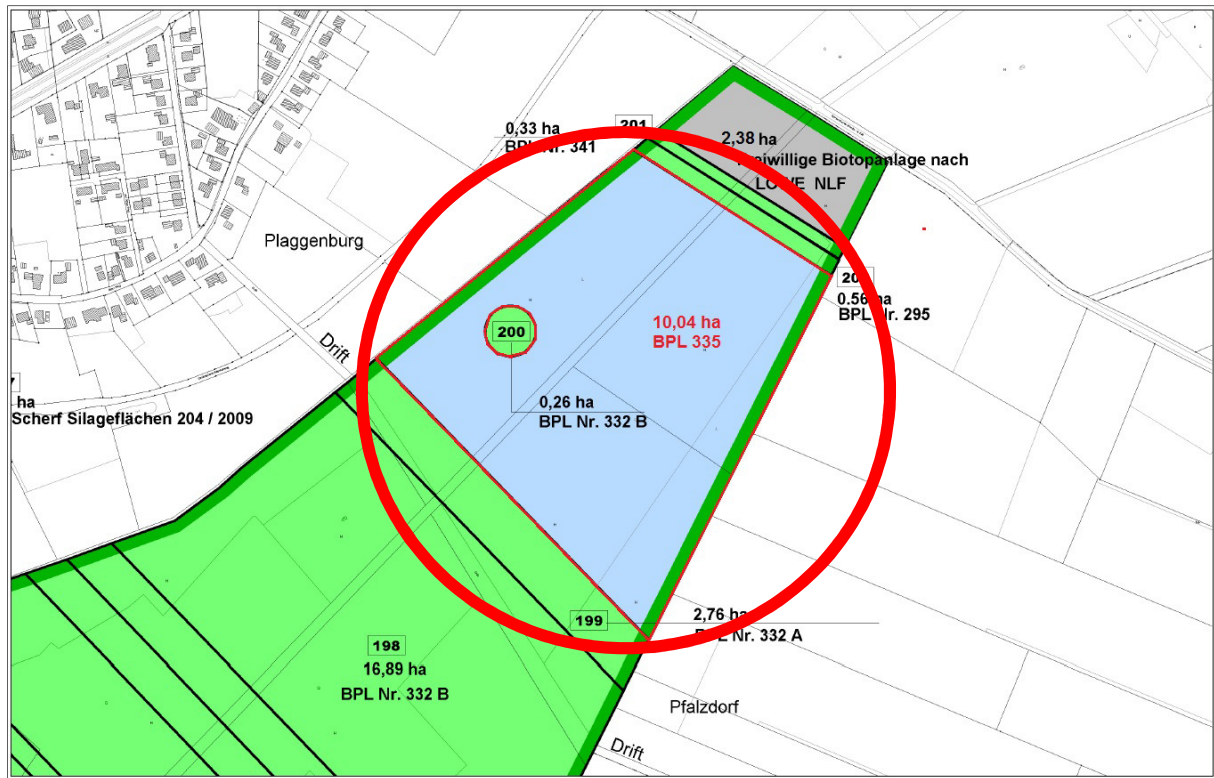 0,33 ha
BPL Nr. 341
201
2,38 ha
freiwillige Biotopanlage nach
LÖWE NLF
Plaggenburg
0.56 ha
BPL Nr. 295
10,04 ha
BPL 335
200
Drift
0,26 ha
BPL Nr. 332 B
ha
Scherf Silageflächen 204 / 2009
199
2,76 ha
BPL Nr. 332 A
198
16,89 ha
BPL Nr. 332 B
Pfalzdorf
Drift